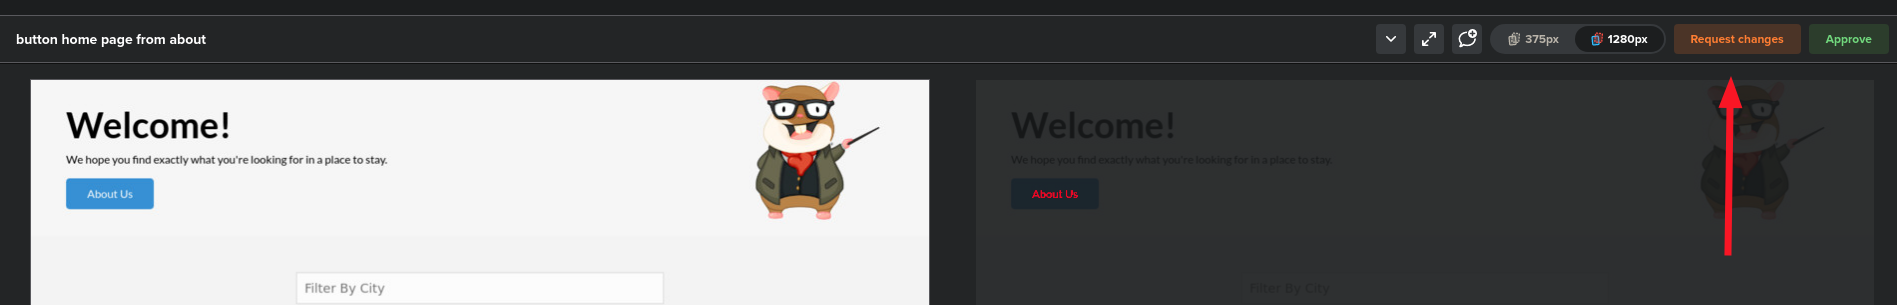 button home page from about
375px
1280px
Request changes
Approve
Welcome!
We hope you find exactly what you're looking for in a place to stay.
About Us
Filter By City
Welcome!
We hope you find exactly what you're looking for in a place to stay.
About Us
Filter By City